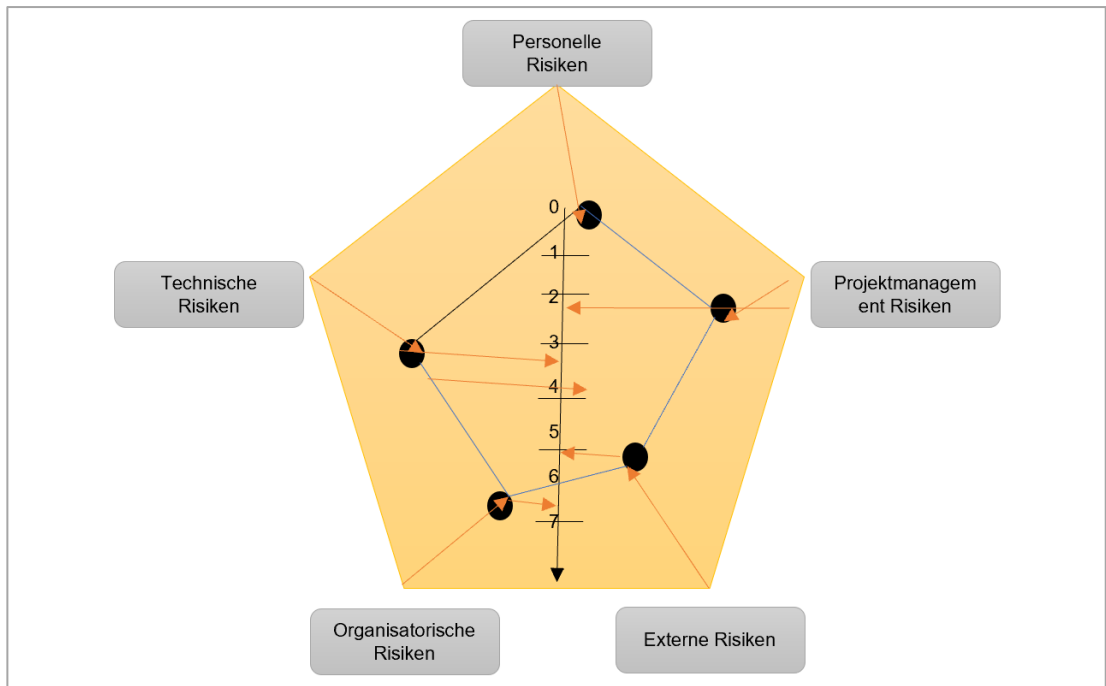 Personelle
Risiken
0
1
Technische
Risiken
Projektmanagem
ent Risiken
2
3
4
5
6
7
Organisatorische
Risiken
Externe Risiken